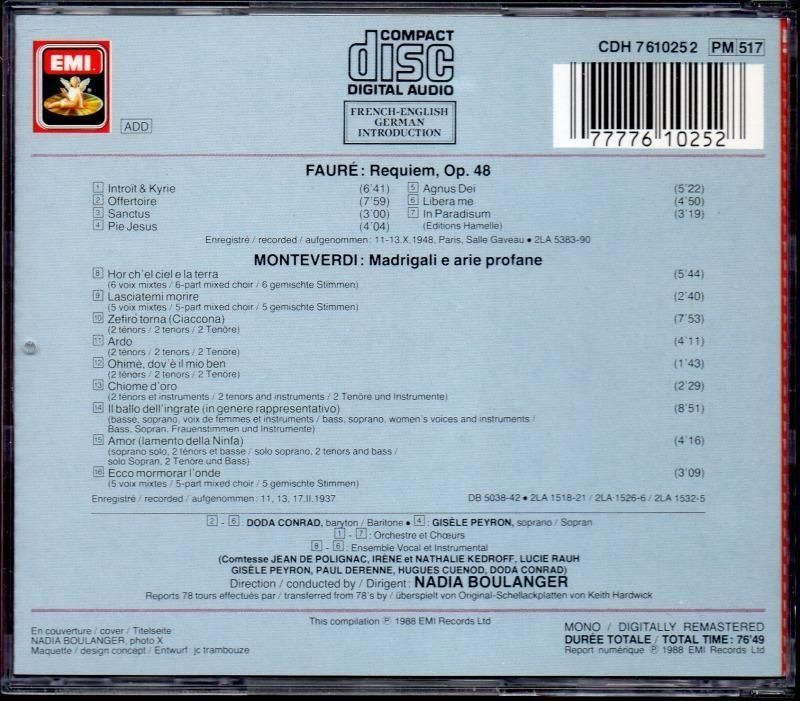 EMI
ADD
COMPACT
disc
DIGITAL AUDIO
FRENCH-ENGLISH
GERMAN
INTRODUCTION
CDH 7 61025 2 PM 517
77776 10252
FAURÉ: Requiem, Op. 48
1 Introït & Kyrie (6'41)
2 Offertoire (7'59)
3 Sanctus (3'00)
4 Pie Jesus (4'04)
5 Agnus Dei (5'22)
6 Libera me (4'50)
7 In Paradisum (3'19)
(Editions Hamelle)
Enregistré / recorded / aufgenommen: 11-13.X.1948, Paris, Salle Gaveau • 2LA 5383-90
MONTEVERDI: Madrigali e arie profane
8 Hor ch'el ciel e la terra (5'44)
(6 voix mixtes / 6-part mixed choir / 6 gemischte Stimmen)
9 Lasciatemi morire (2'40)
(5 voix mixtes / 5-part mixed choir / 5 gemischte Stimmen)
10 Zefiro torna (Ciaccona) (7'53)
(2 ténors / 2 tenors / 2 Tenöre)
11 Ardo (4'11)
(2 ténors / 2 tenors / 2 Tenöre)
12 Ohimè, dov'è il mio ben (1'43)
(2 ténors / 2 tenors / 2 Tenöre)
13 Chiome d'oro (2'29)
(2 ténors et instruments / 2 tenors and instruments / 2 Tenöre und Instrumente)
14 Il ballo dell'ingrate (in genere rappresentativo) (8'51)
(basse, soprano, voix de femmes et instruments / bass, soprano, women's voices and instruments /
Bass, Sopran, Frauenstimmen und Instrumente)
15 Amor (lamento della Ninfa) (4'16)
(soprano solo, 2 ténors et basse / solo soprano, 2 tenors and bass /
solo Sopran, 2 Tenöre und Bass)
16 Ecco mormorar l'onde (3'09)
(5 voix mixtes / 5-part mixed choir / 5 gemischte Stimmen)
Enregistré / recorded / aufgenommen: 11, 13, 17.II.1937 DB 5038-42 • 2LA 1518-21 / 2LA 1526-6 / 2LA 1532-5
2 - 6: DODA CONRAD, baryton / Baritone • 4: GISÈLE PEYRON, soprano / Sopran
1 - 7: Orchestre et Chœurs
8 - 6: Ensemble Vocal et Instrumental
(Comtesse JEAN DE POLIGNAC, IRÈNE et NATHALIE KEDROFF, LUCIE RAUH
GISÈLE PEYRON, PAUL DERENNE, HUGUES CUENOD, DODA CONRAD)
Direction / conducted by / Dirigent: NADIA BOULANGER
Reports 78 tours effectués par / transferred from 78's by / überspielt von Original-Schellackplatten von Keith Hardwick
This compilation ℗ 1988 EMI Records Ltd
En couverture / cover / Titelseite
NADIA BOULANGER, photo X
Maquette / design concept / Entwurf jc trambouze
MONO / DIGITALLY REMASTERED
DURÉE TOTALE / TOTAL TIME: 76'49
Report numérique ℗ 1988 EMI Records Ltd